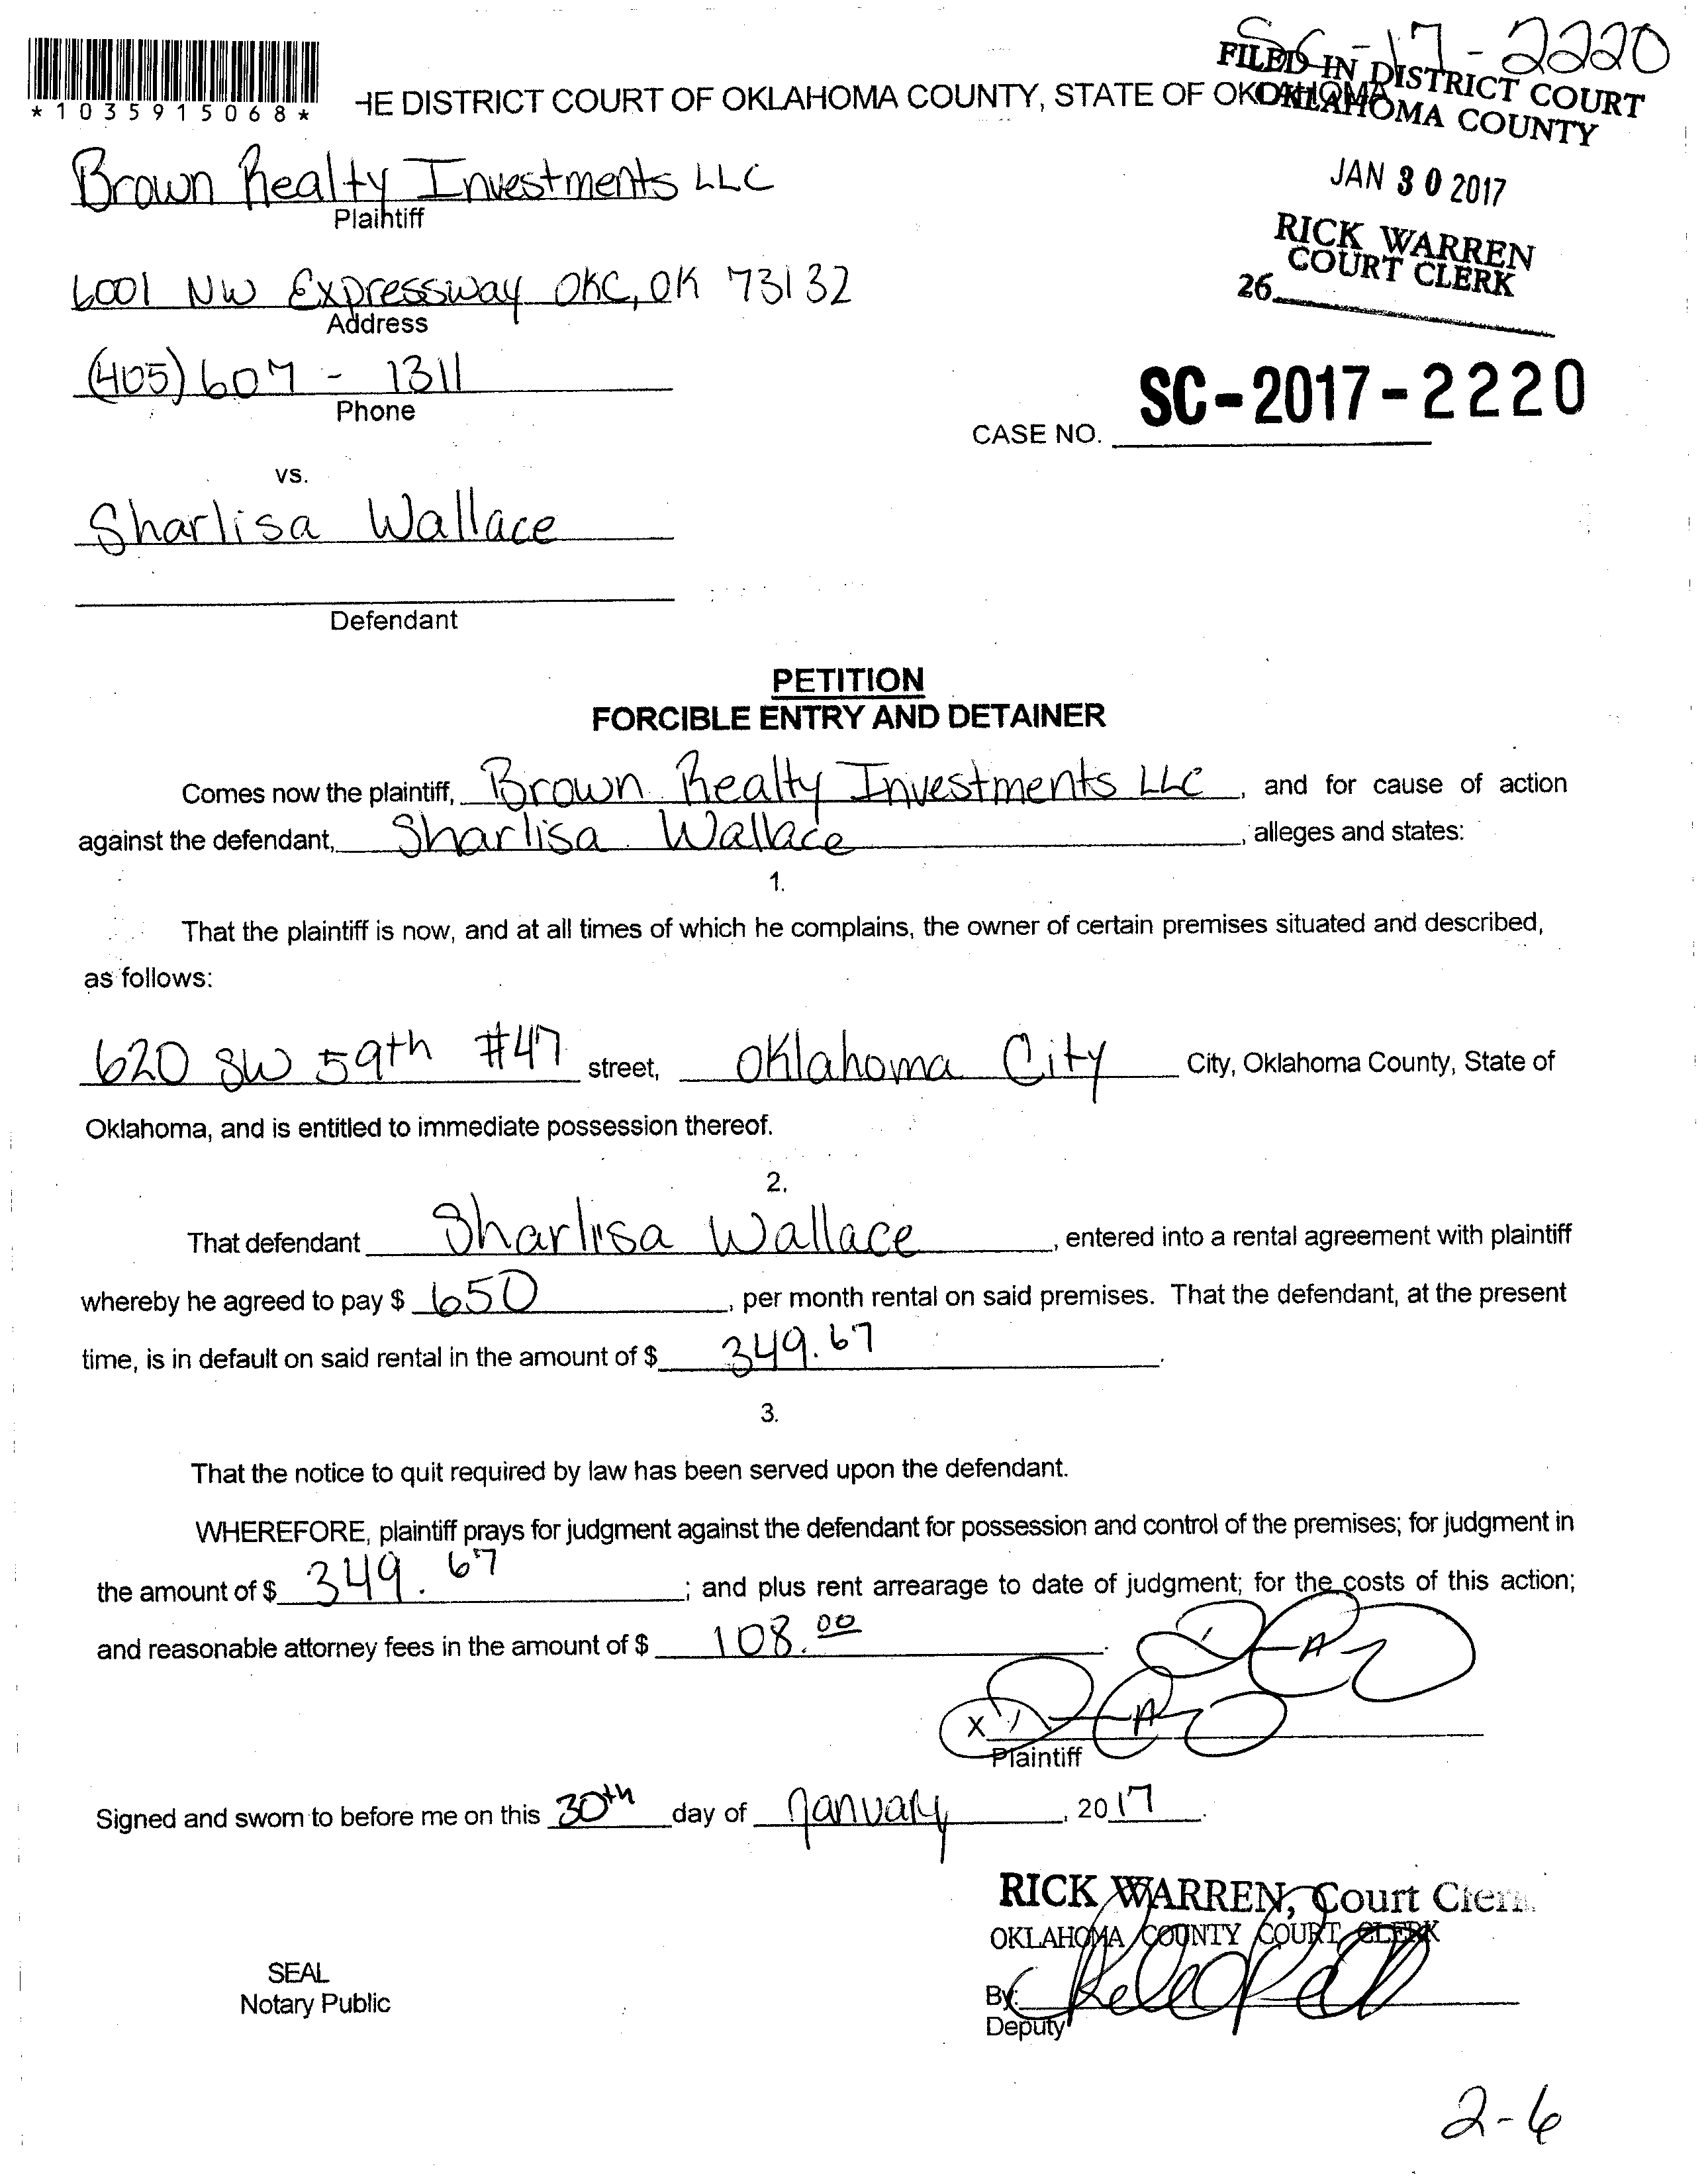 SC-17-2220
FILED IN DISTRICT COURT
OKLAHOMA COUNTY
*1035915068*
HE DISTRICT COURT OF OKLAHOMA COUNTY, STATE OF OKLAHOMA
JAN 30 2017
RICK WARREN
COURT CLERK
26
Brown Realty Investments LLC
Plaintiff
6001 NW Expressway OKC, OK 73132
Address
(405) 607 - 1311
Phone
SC-2017-2220
CASE NO.
vs.
Sharlisa Wallace
Defendant
PETITION
FORCIBLE ENTRY AND DETAINER
Comes now the plaintiff, Brown Realty Investments LLC, and for cause of action
against the defendant, Sharlisa Wallace, alleges and states:
1.
That the plaintiff is now, and at all times of which he complains, the owner of certain premises situated and described,
as follows:
620 SW 59th #47 street, Oklahoma City City, Oklahoma County, State of
Oklahoma, and is entitled to immediate possession thereof.
2.
That defendant Sharlisa Wallace, entered into a rental agreement with plaintiff
whereby he agreed to pay $ 650, per month rental on said premises. That the defendant, at the present
time, is in default on said rental in the amount of $ 349.67.
3.
That the notice to quit required by law has been served upon the defendant.
WHEREFORE, plaintiff prays for judgment against the defendant for possession and control of the premises; for judgment in
the amount of $ 349.67; and plus rent arrearage to date of judgment; for the costs of this action;
and reasonable attorney fees in the amount of $ 108.00.
X
Plaintiff
Signed and sworn to before me on this 30th day of January, 2017.
RICK WARREN, Court Clerk
OKLAHOMA COUNTY COURT CLERK
SEAL
Notary Public
By:
Deputy
2-6